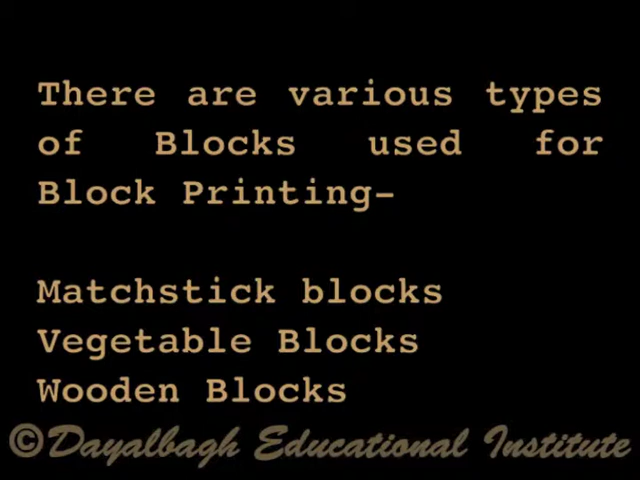 There are various types
of Blocks used for
Block Printing-
Matchstick blocks
Vegetable Blocks
Wooden Blocks
©Dayalbagh Educational Institute